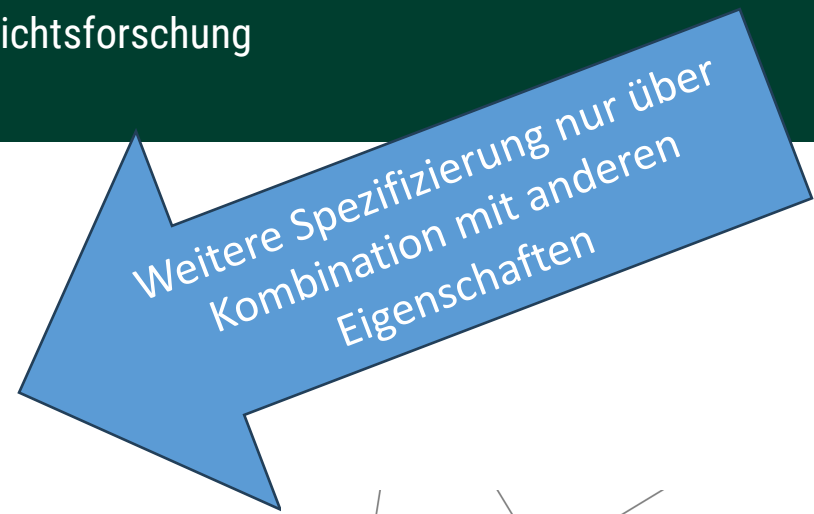 ichtsforschung
Weitere Spezifizierung nur über
Kombination mit anderen
Eigenschaften